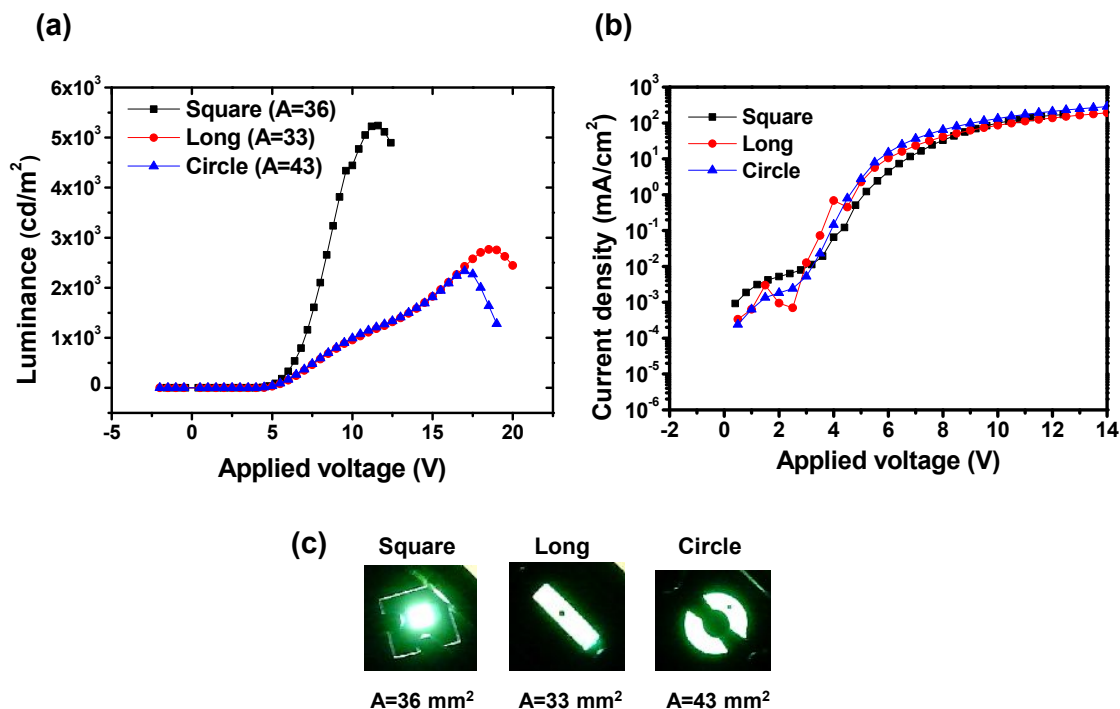 (a)
6x10³
5x10³
4x10³
3x10³
2x10³
1x10³
0
-5 0 5 10 15 20
Luminance (cd/m²)
Applied voltage (V)
Square (A=36)
Long (A=33)
Circle (A=43)
(b)
10³
10²
10¹
10⁰
10⁻¹
10⁻²
10⁻³
10⁻⁴
10⁻⁵
10⁻⁶
-2 0 2 4 6 8 10 12 14
Current density (mA/cm²)
Applied voltage (V)
Square
Long
Circle
(c)
Square Long Circle
A=36 mm² A=33 mm² A=43 mm²